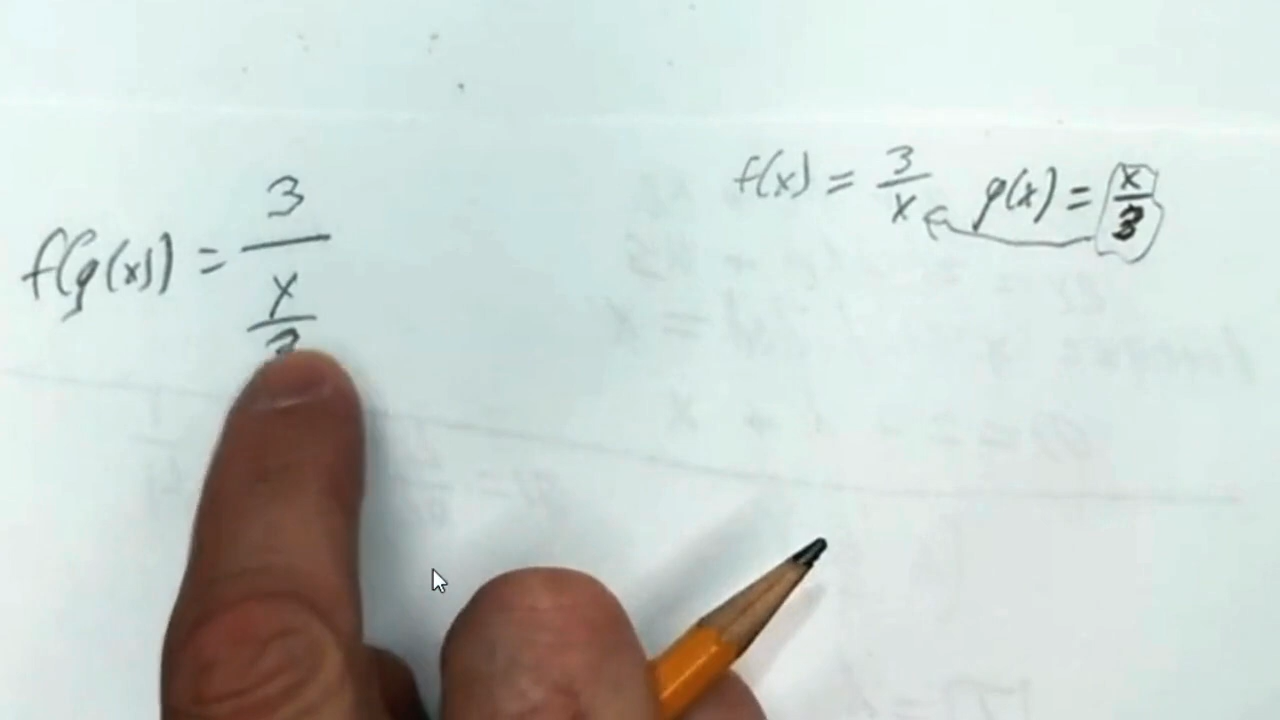 f(g(x)) = 3 / (x/3)
f(x) = 3/x g(x) = x/3